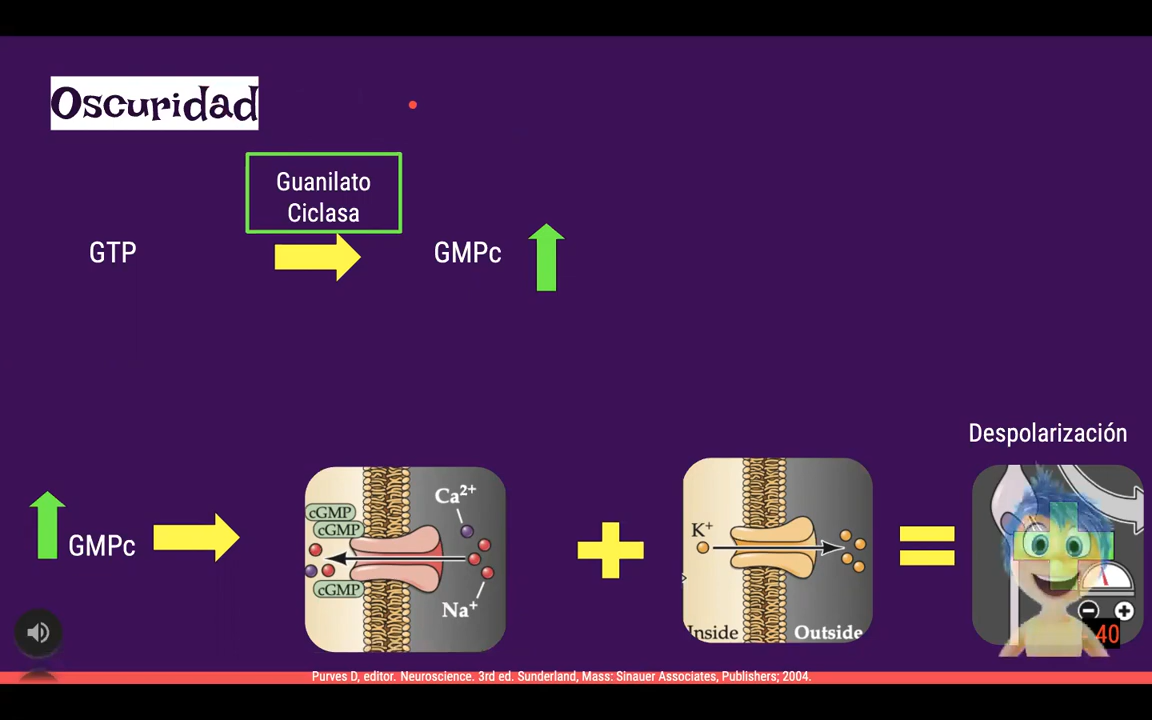 Oscuridad
Guanilato
Ciclasa
GTP
GMPc
Despolarización
GMPc
cGMP
cGMP
cGMP
Ca²⁺
Na⁺
K⁺
Inside
Outside
40
Purves D, editor. Neuroscience. 3rd ed. Sunderland, Mass: Sinauer Associates, Publishers; 2004.